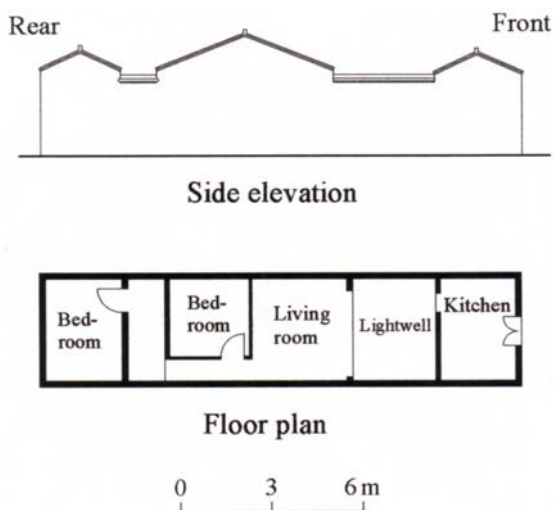 Rear Front
Side elevation
Bed-
room
Bed-
room
Living
room
Lightwell
Kitchen
Floor plan
0 3 6 m